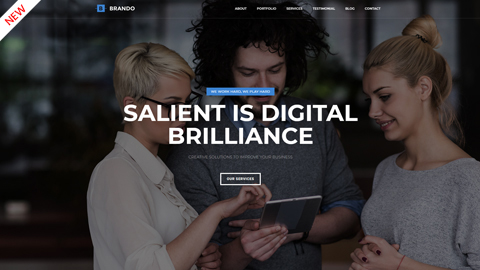 NEW
BRANDO
ABOUT PORTFOLIO SERVICES TESTIMONIAL BLOG CONTACT
WE WORK HARD, WE PLAY HARD
SALIENT IS DIGITAL
BRILLIANCE
CREATIVE SOLUTIONS TO IMPROVE YOUR BUSINESS
OUR SERVICES